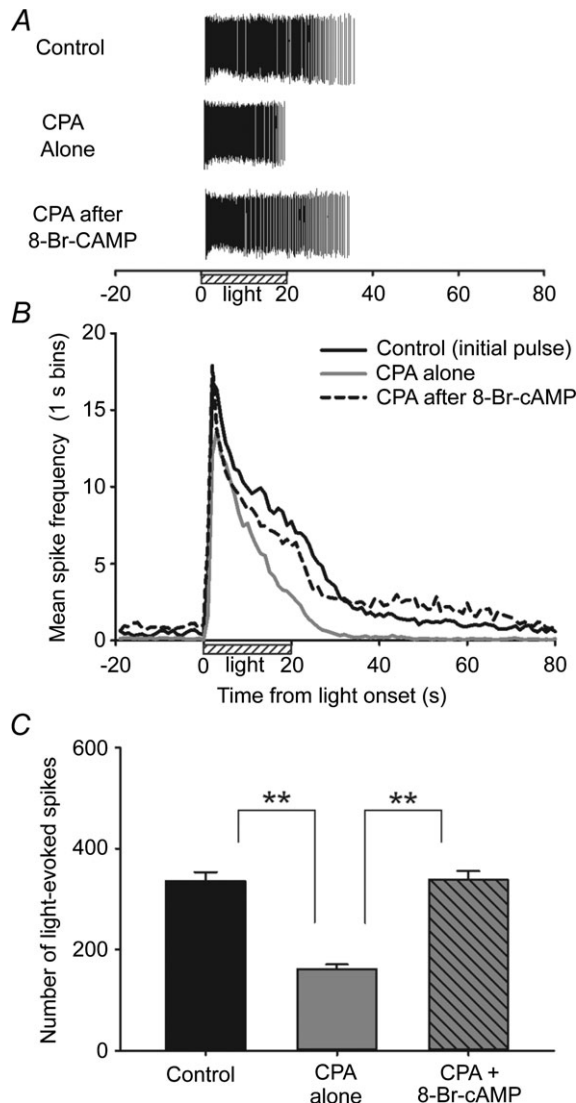 A
Control
CPA
Alone
CPA after
8-Br-CAMP
-20 0 light 20 40 60 80
B
20
15
10
5
0
Mean spike frequency (1 s bins)
Control (initial pulse)
CPA alone
CPA after 8-Br-cAMP
-20 0 light 20 40 60 80
Time from light onset (s)
C
600
400
200
0
Number of light-evoked spikes
** **
Control
CPA
alone
CPA +
8-Br-cAMP